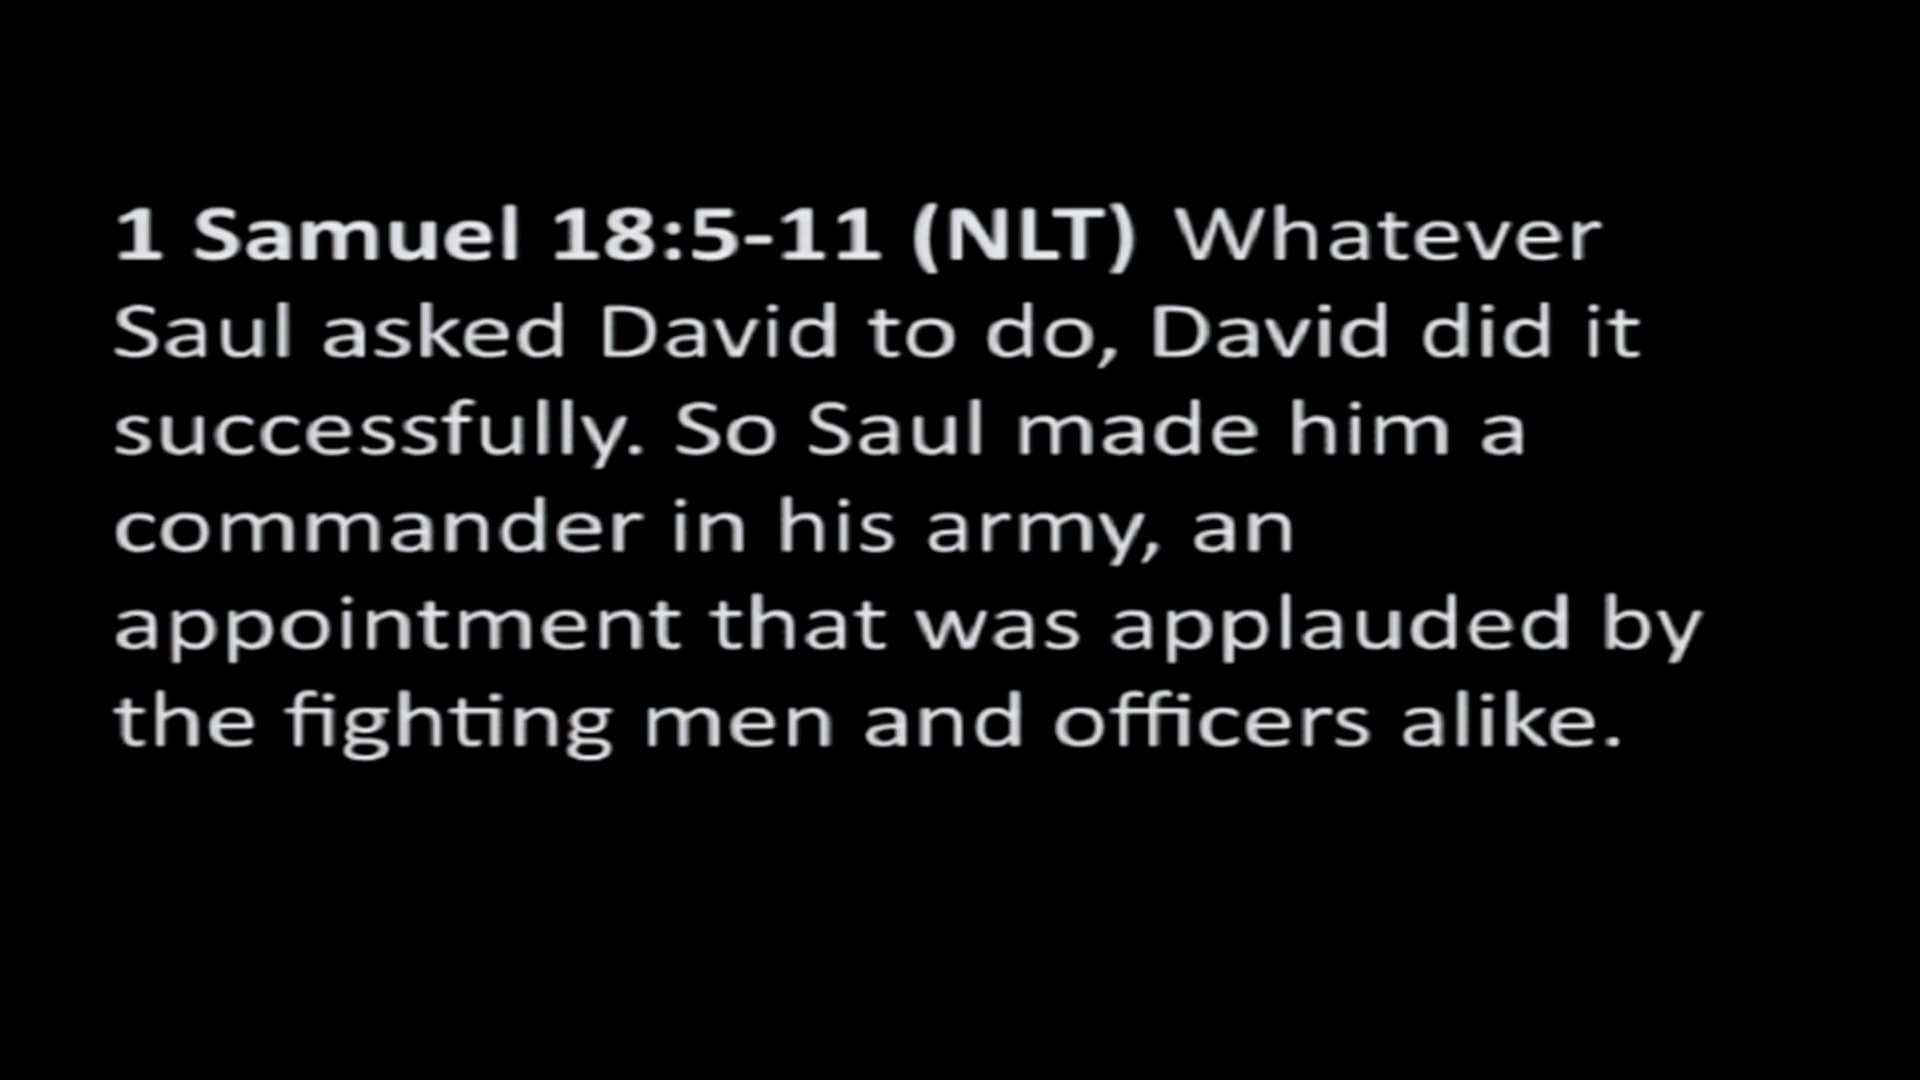 1 Samuel 18:5-11 (NLT) Whatever
Saul asked David to do, David did it
successfully. So Saul made him a
commander in his army, an
appointment that was applauded by
the fighting men and officers alike.